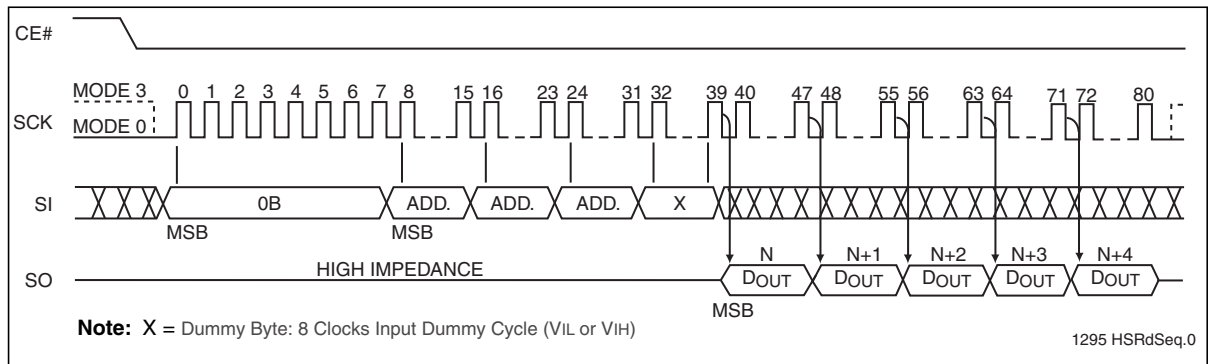 CE#
MODE 3
0 1 2 3 4 5 6 7 8 15 16 23 24 31 32 39 40 47 48 55 56 63 64 71 72 80
SCK
MODE 0
SI
0B ADD. ADD. ADD. X
MSB MSB
N N+1 N+2 N+3 N+4
HIGH IMPEDANCE
SO
DOUT DOUT DOUT DOUT DOUT
MSB
Note: X = Dummy Byte: 8 Clocks Input Dummy Cycle (VIL or VIH)
1295 HSRdSeq.0